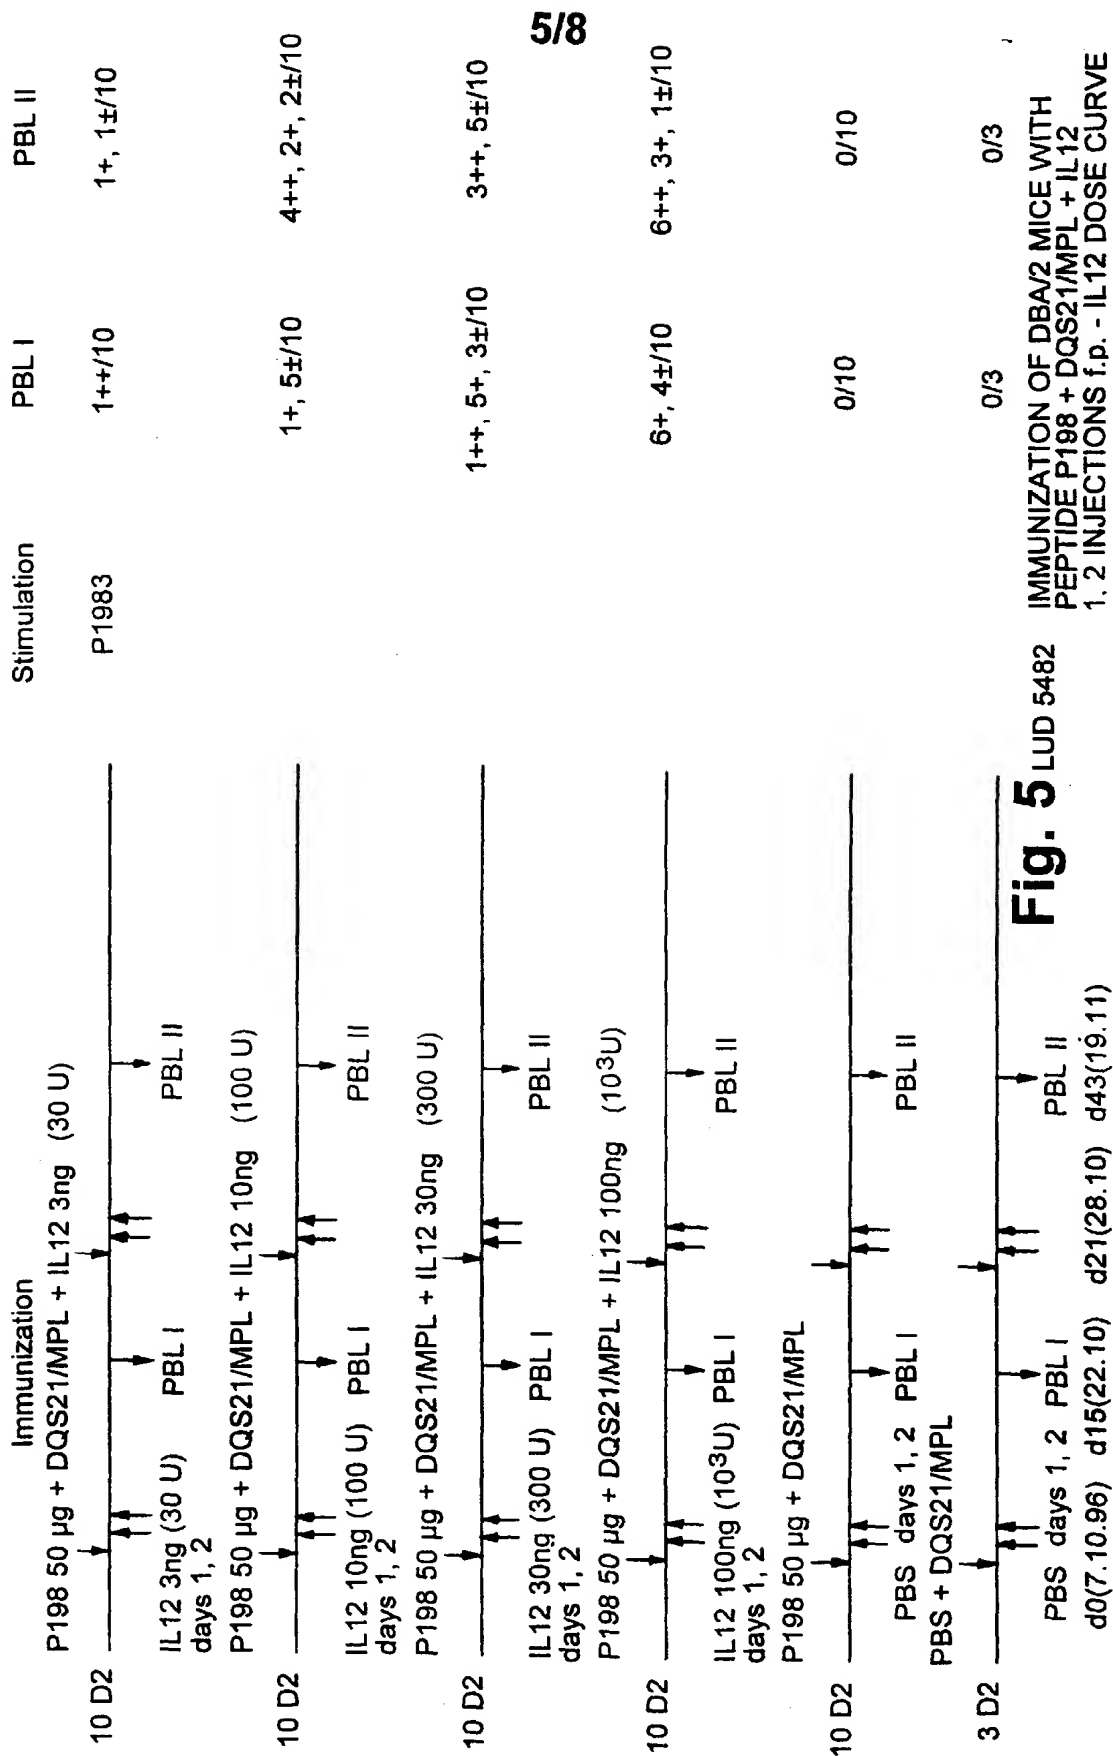 5/8
Immunization
Stimulation
PBL I
PBL II
P198 50 µg + DQS21/MPL + IL12 3ng (30 U)
10 D2
P1983
1++/10
1+, 1±/10
IL12 3ng (30 U)
days 1, 2
PBL I
PBL II
P198 50 µg + DQS21/MPL + IL12 10ng (100 U)
10 D2
1+, 5±/10
4++, 2+, 2±/10
IL12 10ng (100 U)
days 1, 2
PBL I
PBL II
P198 50 µg + DQS21/MPL + IL12 30ng (300 U)
10 D2
1++, 5+, 3±/10
3++, 5±/10
IL12 30ng (300 U)
days 1, 2
PBL I
PBL II
P198 50 µg + DQS21/MPL + IL12 100ng (10³U)
10 D2
6+, 4±/10
6++, 3+, 1±/10
IL12 100ng (10³U)
days 1, 2
PBL I
PBL II
P198 50 µg + DQS21/MPL
10 D2
0/10
0/10
PBS days 1, 2
PBL I
PBL II
PBS + DQS21/MPL
3 D2
0/3
0/3
PBS days 1, 2
PBL I
PBL II
d0(7.10.96) d15(22.10) d21(28.10) d43(19.11)
Fig. 5 LUD 5482
IMMUNIZATION OF DBA/2 MICE WITH
PEPTIDE P198 + DQS21/MPL + IL12
1, 2 INJECTIONS f.p. - IL12 DOSE CURVE